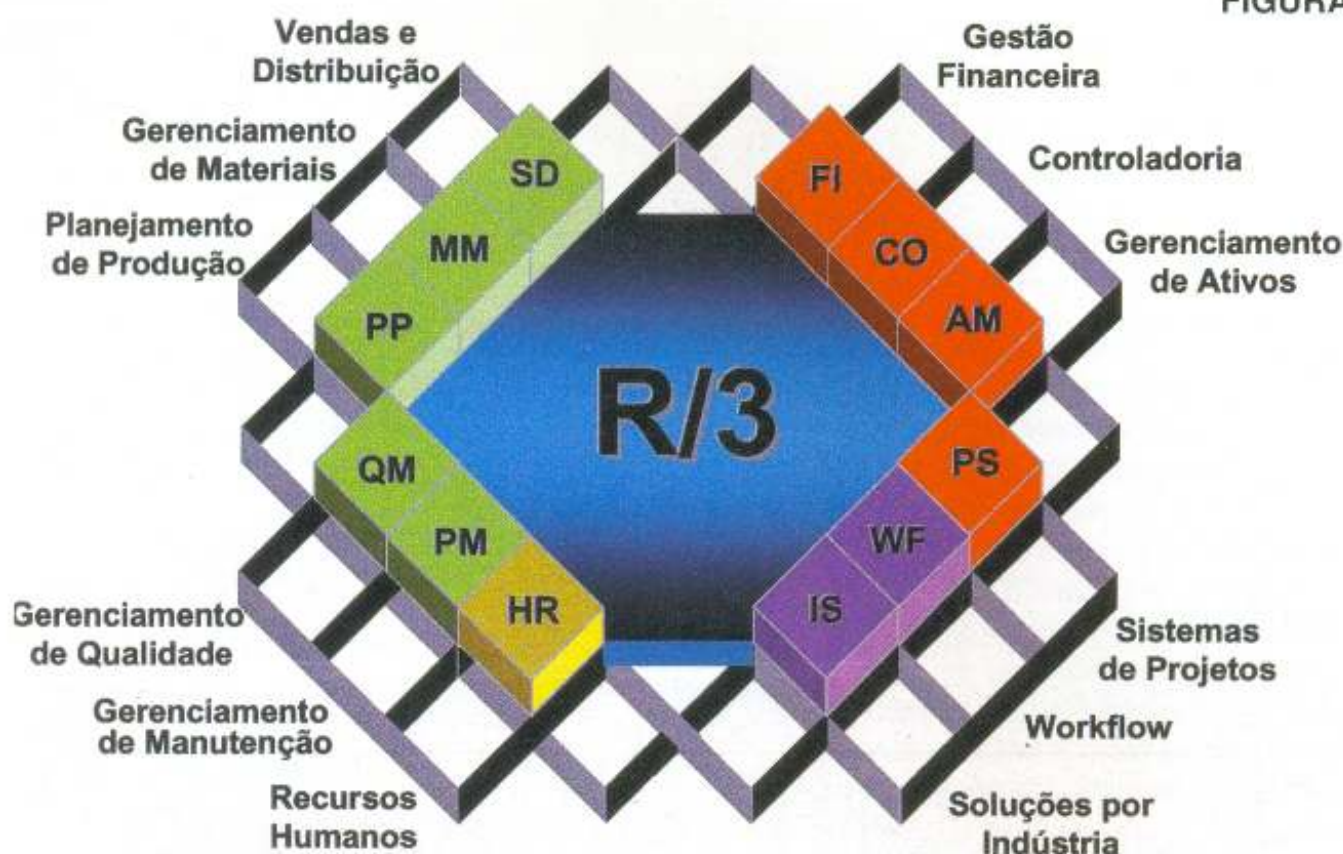 FIGURA
Vendas e
Distribuição
Gestão
Financeira
Gerenciamento
de Materiais
Controladoria
Planejamento
de Produção
Gerenciamento
de Ativos
SD
MM
PP
FI
CO
AM
R/3
QM
PM
HR
PS
WF
IS
Gerenciamento
de Qualidade
Gerenciamento
de Manutenção
Recursos
Humanos
Sistemas
de Projetos
Workflow
Soluções por
Indústria